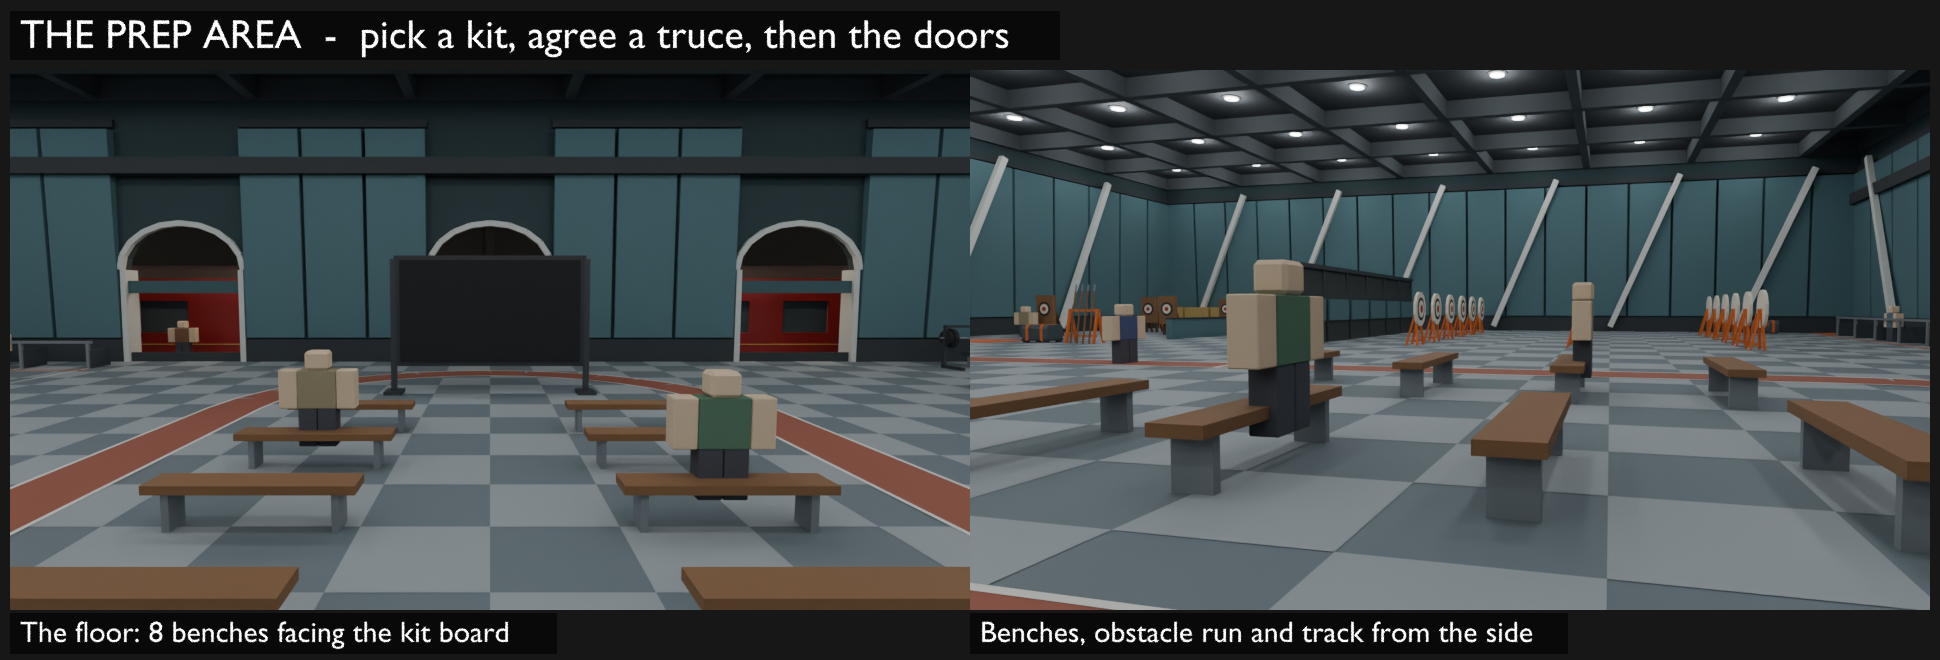 THE PREP AREA - pick a kit, agree a truce, then the doors
The floor: 8 benches facing the kit board
Benches, obstacle run and track from the side